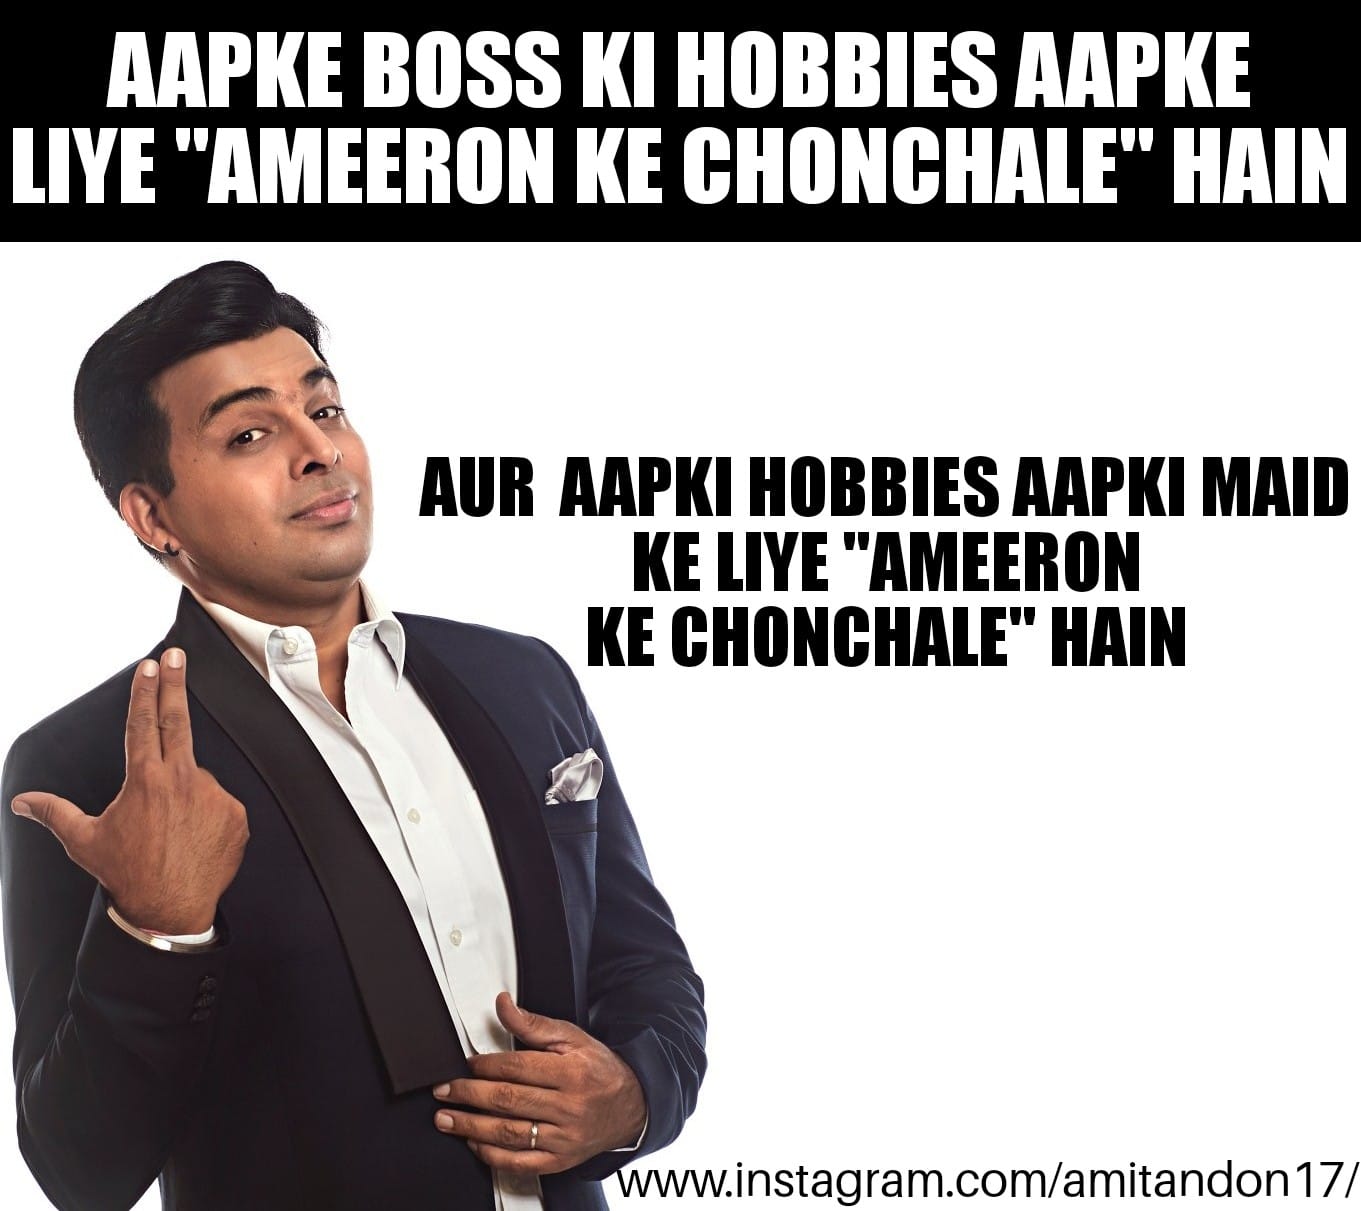 AAPKE BOSS KI HOBBIES AAPKE
LIYE "AMEERON KE CHONCHALE" HAIN
AUR AAPKI HOBBIES AAPKI MAID
KE LIYE "AMEERON
KE CHONCHALE" HAIN
www.instagram.com/amitandon17/